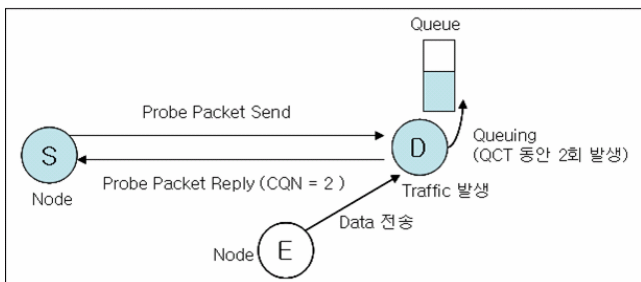 Queue
Probe Packet Send
S
D
Queuing
(QCT 동안 2회 발생)
Probe Packet Reply (CQN = 2 )
Node
Traffic 발생
Data 전송
Node
E